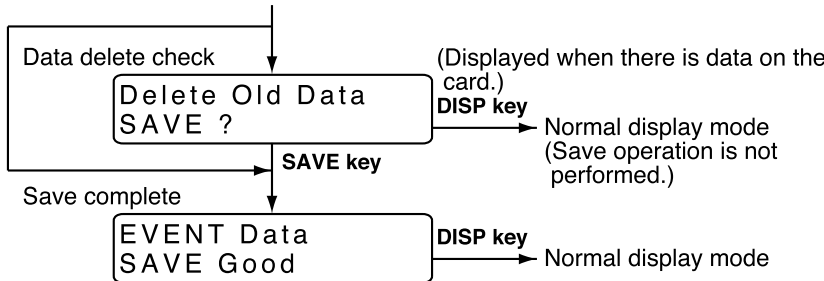 Data delete check
(Displayed when there is data on the
card.)
Delete Old Data
SAVE ?
DISP key
Normal display mode
(Save operation is not
performed.)
SAVE key
Save complete
EVENT Data
SAVE Good
DISP key
Normal display mode